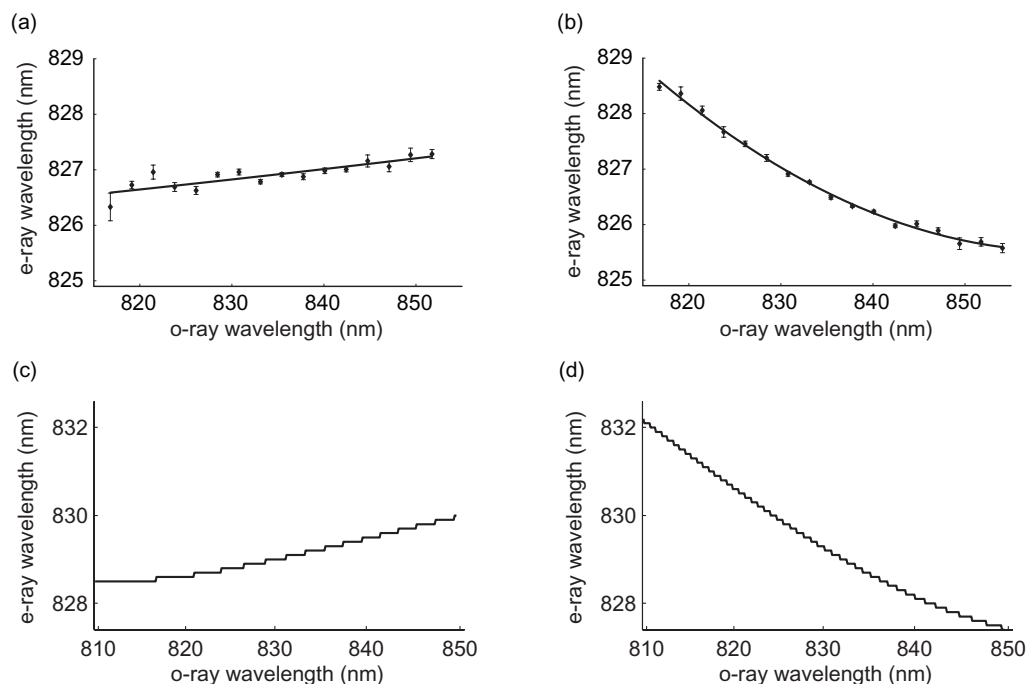 (a)
829
828
827
826
825
820 830 840 850
o-ray wavelength (nm)
e-ray wavelength (nm)
(b)
829
828
827
826
825
820 830 840 850
o-ray wavelength (nm)
e-ray wavelength (nm)
(c)
832
830
828
810 820 830 840 850
o-ray wavelength (nm)
e-ray wavelength (nm)
(d)
832
830
828
810 820 830 840 850
o-ray wavelength (nm)
e-ray wavelength (nm)